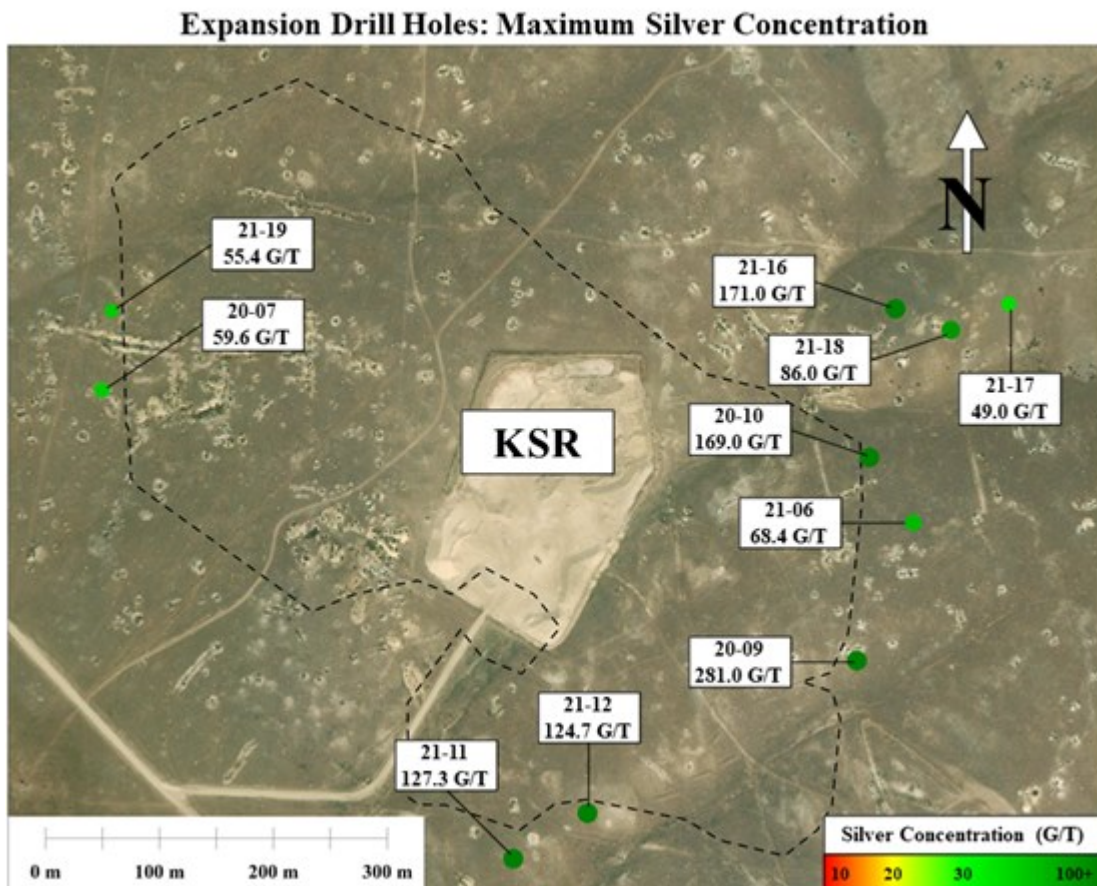 Expansion Drill Holes: Maximum Silver Concentration
N
21-19
55.4 G/T
20-07
59.6 G/T
21-16
171.0 G/T
21-18
86.0 G/T
21-17
49.0 G/T
20-10
169.0 G/T
KSR
21-06
68.4 G/T
20-09
281.0 G/T
21-12
124.7 G/T
21-11
127.3 G/T
0 m 100 m 200 m 300 m
Silver Concentration (G/T)
10 20 30 100+